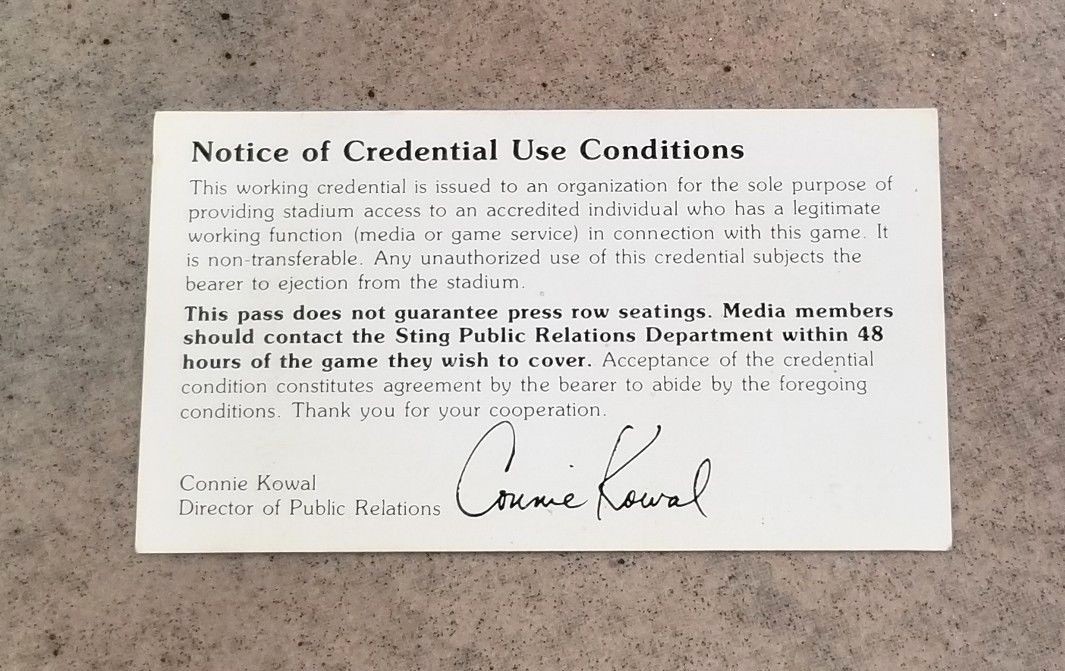 Notice of Credential Use Conditions
This working credential is issued to an organization for the sole purpose of
providing stadium access to an accredited individual who has a legitimate
working function (media or game service) in connection with this game. It
is non-transferable. Any unauthorized use of this credential subjects the
bearer to ejection from the stadium.
This pass does not guarantee press row seatings. Media members
should contact the Sting Public Relations Department within 48
hours of the game they wish to cover. Acceptance of the credential
condition constitutes agreement by the bearer to abide by the foregoing
conditions. Thank you for your cooperation.
Connie Kowal
Director of Public Relations
Connie Kowal